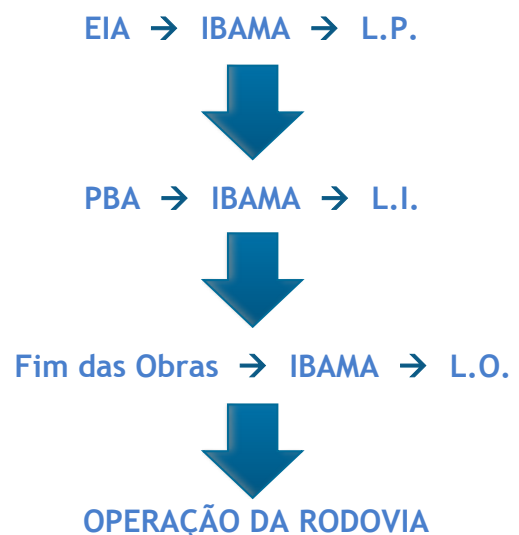 EIA → IBAMA → L.P.
PBA → IBAMA → L.I.
Fim das Obras → IBAMA → L.O.
OPERAÇÃO DA RODOVIA